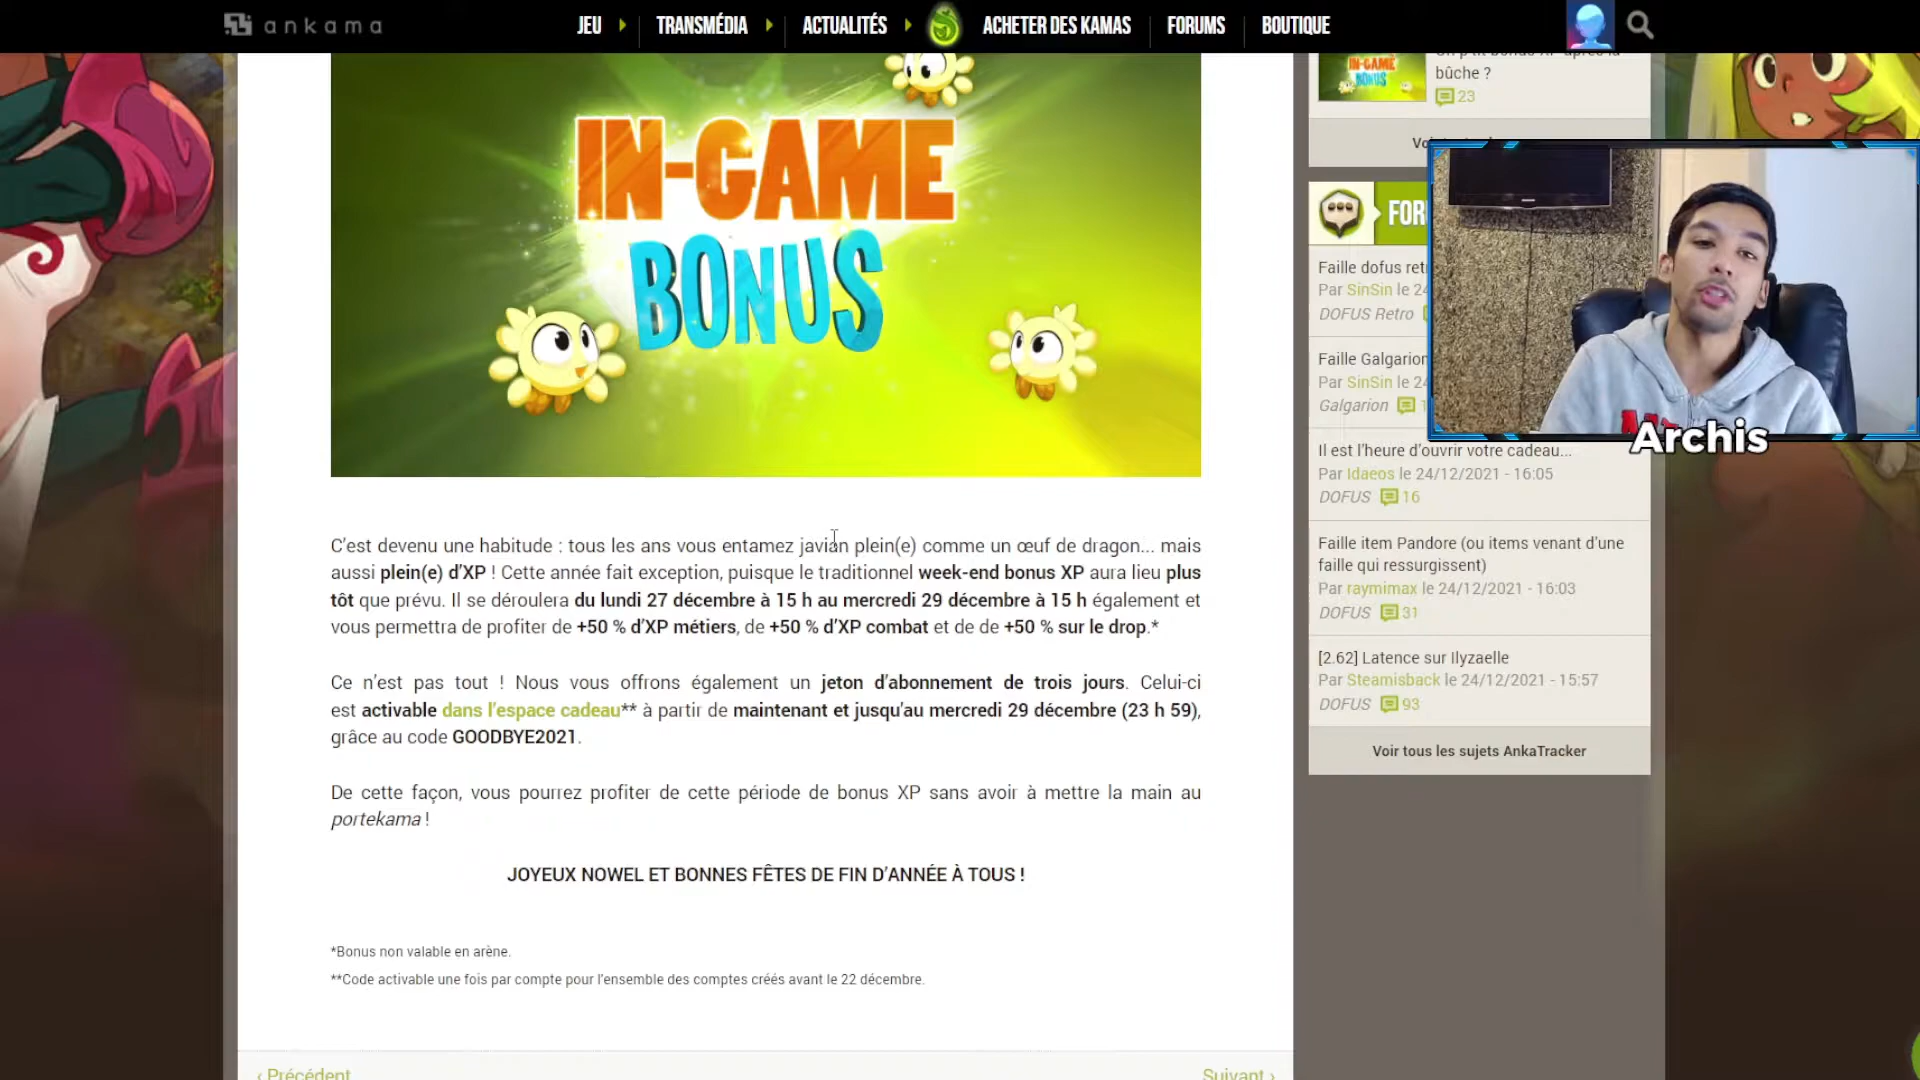 ankama
JEU
TRANSMÉDIA
ACTUALITÉS
ACHETER DES KAMAS
FORUMS
BOUTIQUE
IN-GAME
BONUS
C'est devenu une habitude : tous les ans vous entamez javian plein(e) comme un œuf de dragon... mais
aussi plein(e) d'XP ! Cette année fait exception, puisque le traditionnel week-end bonus XP aura lieu plus
tôt que prévu. Il se déroulera du lundi 27 décembre à 15 h au mercredi 29 décembre à 15 h également et
vous permettra de profiter de +50 % d'XP métiers, de +50 % d'XP combat et de de +50 % sur le drop.*
Ce n'est pas tout ! Nous vous offrons également un jeton d'abonnement de trois jours. Celui-ci
est activable dans l'espace cadeau** à partir de maintenant et jusqu'au mercredi 29 décembre (23 h 59),
grâce au code GOODBYE2021.
De cette façon, vous pourrez profiter de cette période de bonus XP sans avoir à mettre la main au
portekama !
JOYEUX NOWEL ET BONNES FÊTES DE FIN D'ANNÉE À TOUS !
*Bonus non valable en arène.
**Code activable une fois par compte pour l'ensemble des comptes créés avant le 22 décembre.
‹ Précédent
Suivant ›
IN-GAME
BONUS
bûche ?
23
FOR
Faille dofus ret
Par SinSin le 24
DOFUS Retro
Faille Galgarion
Par SinSin le 24
Galgarion
Il est l'heure d'ouvrir votre cadeau...
Par Idaeos le 24/12/2021 - 16:05
DOFUS 16
Faille item Pandore (ou items venant d'une
faille qui ressurgissent)
Par raymimax le 24/12/2021 - 16:03
DOFUS 31
[2.62] Latence sur Ilyzaelle
Par Steamisback le 24/12/2021 - 15:57
DOFUS 93
Voir tous les sujets AnkaTracker
Archis